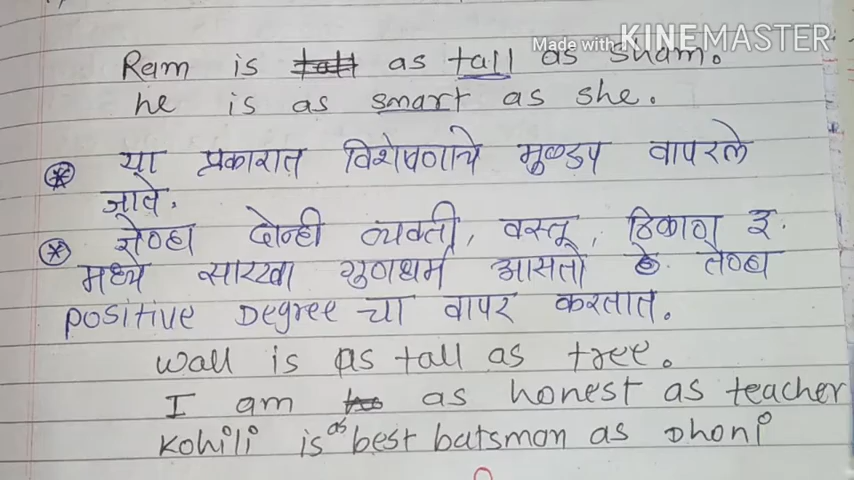 Made with KINEMASTER
Ram is as tall as Sham.
he is as smart as she.
* या प्रकारात विशेषणाचे मुळरुप वापरले
जाते.
* जेव्हा दोन्ही व्यक्ती, वस्तू, ठिकाण इ.
मध्ये सारखा गुणधर्म आसतो तेव्हा
positive Degree चा वापर करतात.
wall is as tall as tree.
I am as honest as teacher
Kohili is as best batsman as Dhoni